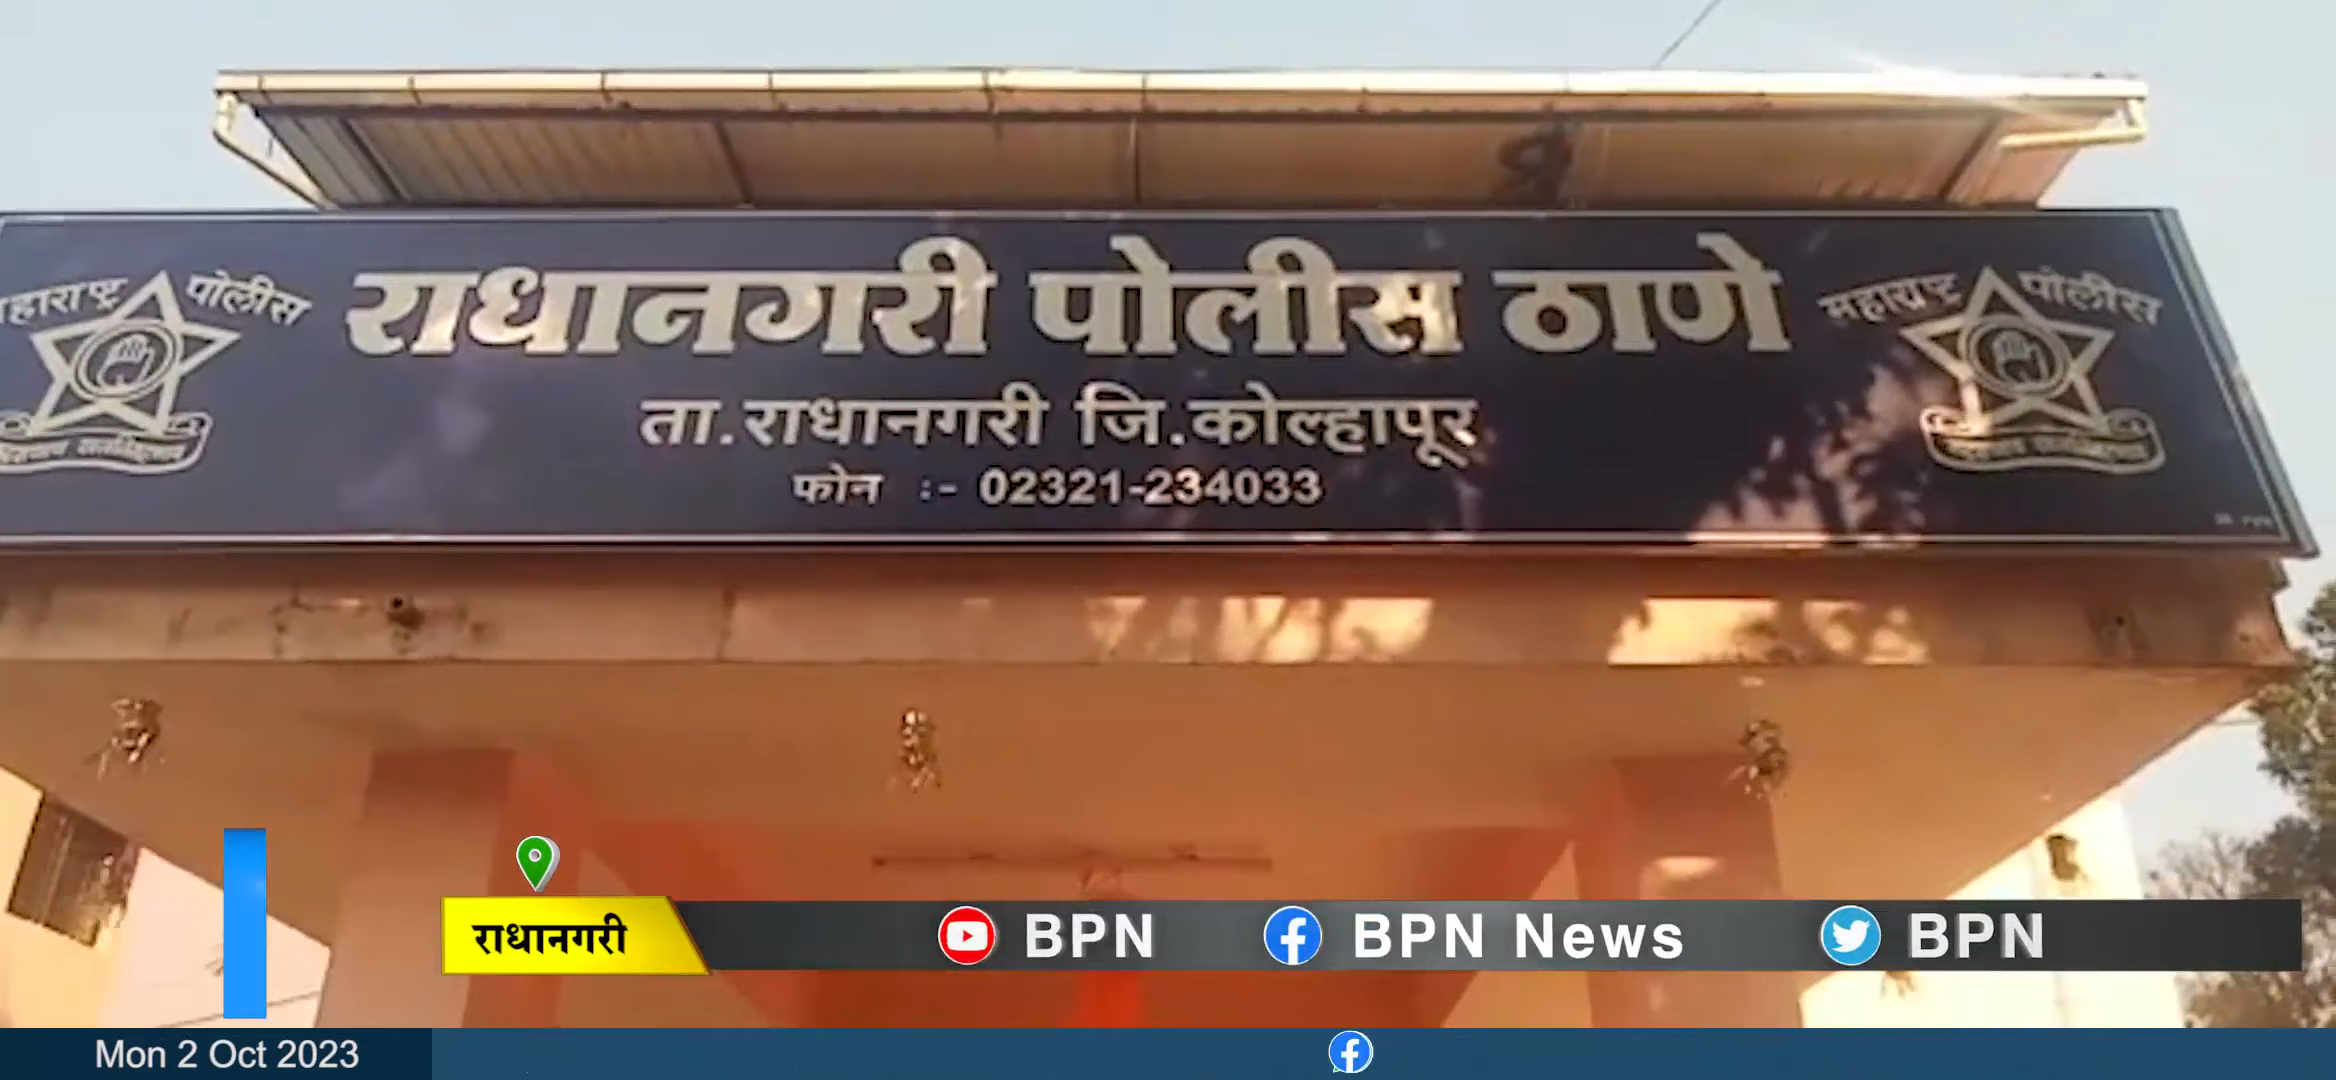 महाराष्ट्र पोलीस
राधानगरी पोलीस ठाणे
महाराष्ट्र पोलीस
ता.राधानगरी जि.कोल्हापूर
फोन :- 02321-234033
राधानगरी
BPN
BPN News
BPN
Mon 2 Oct 2023